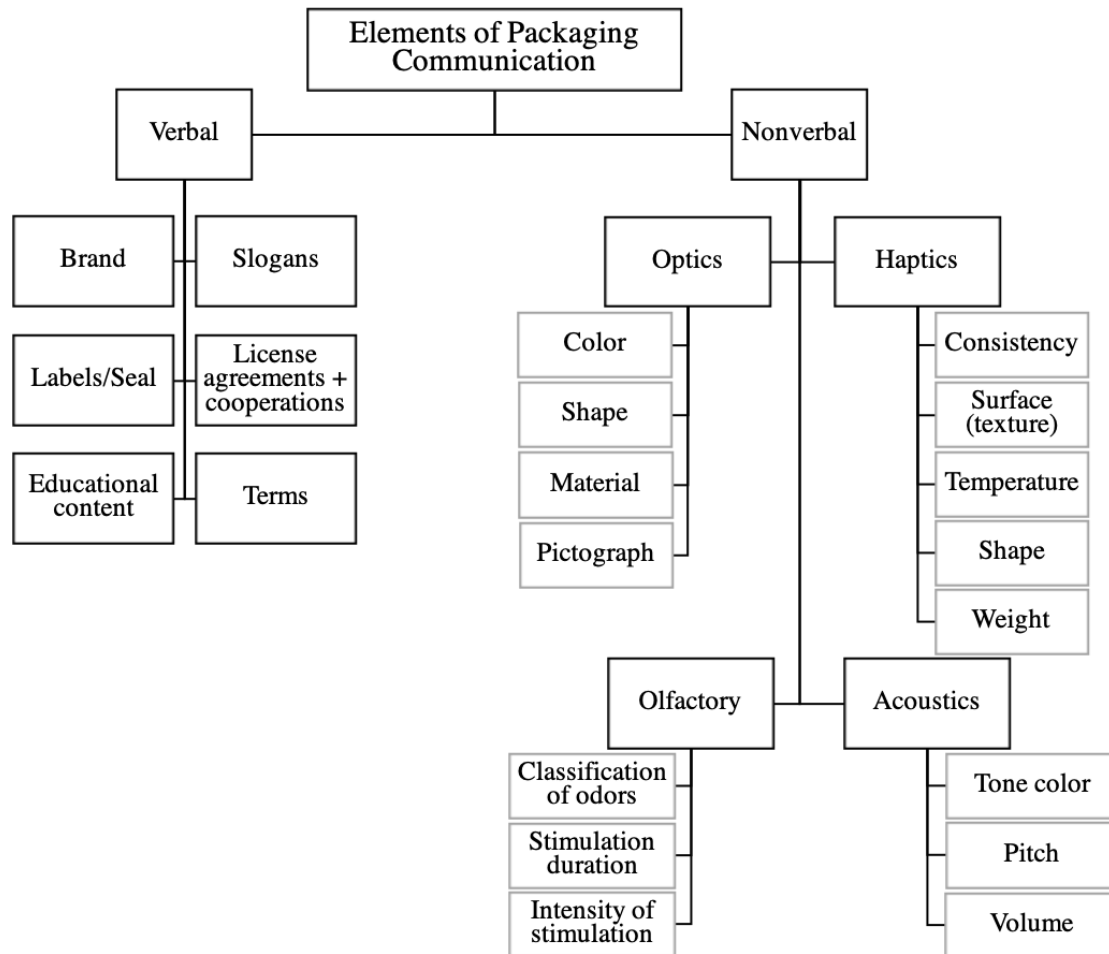 Elements of Packaging
Communication
Verbal
Nonverbal
Brand
Slogans
Labels/Seal
License
agreements +
cooperations
Educational
content
Terms
Optics
Color
Shape
Material
Pictograph
Haptics
Consistency
Surface
(texture)
Temperature
Shape
Weight
Olfactory
Classification
of odors
Stimulation
duration
Intensity of
stimulation
Acoustics
Tone color
Pitch
Volume